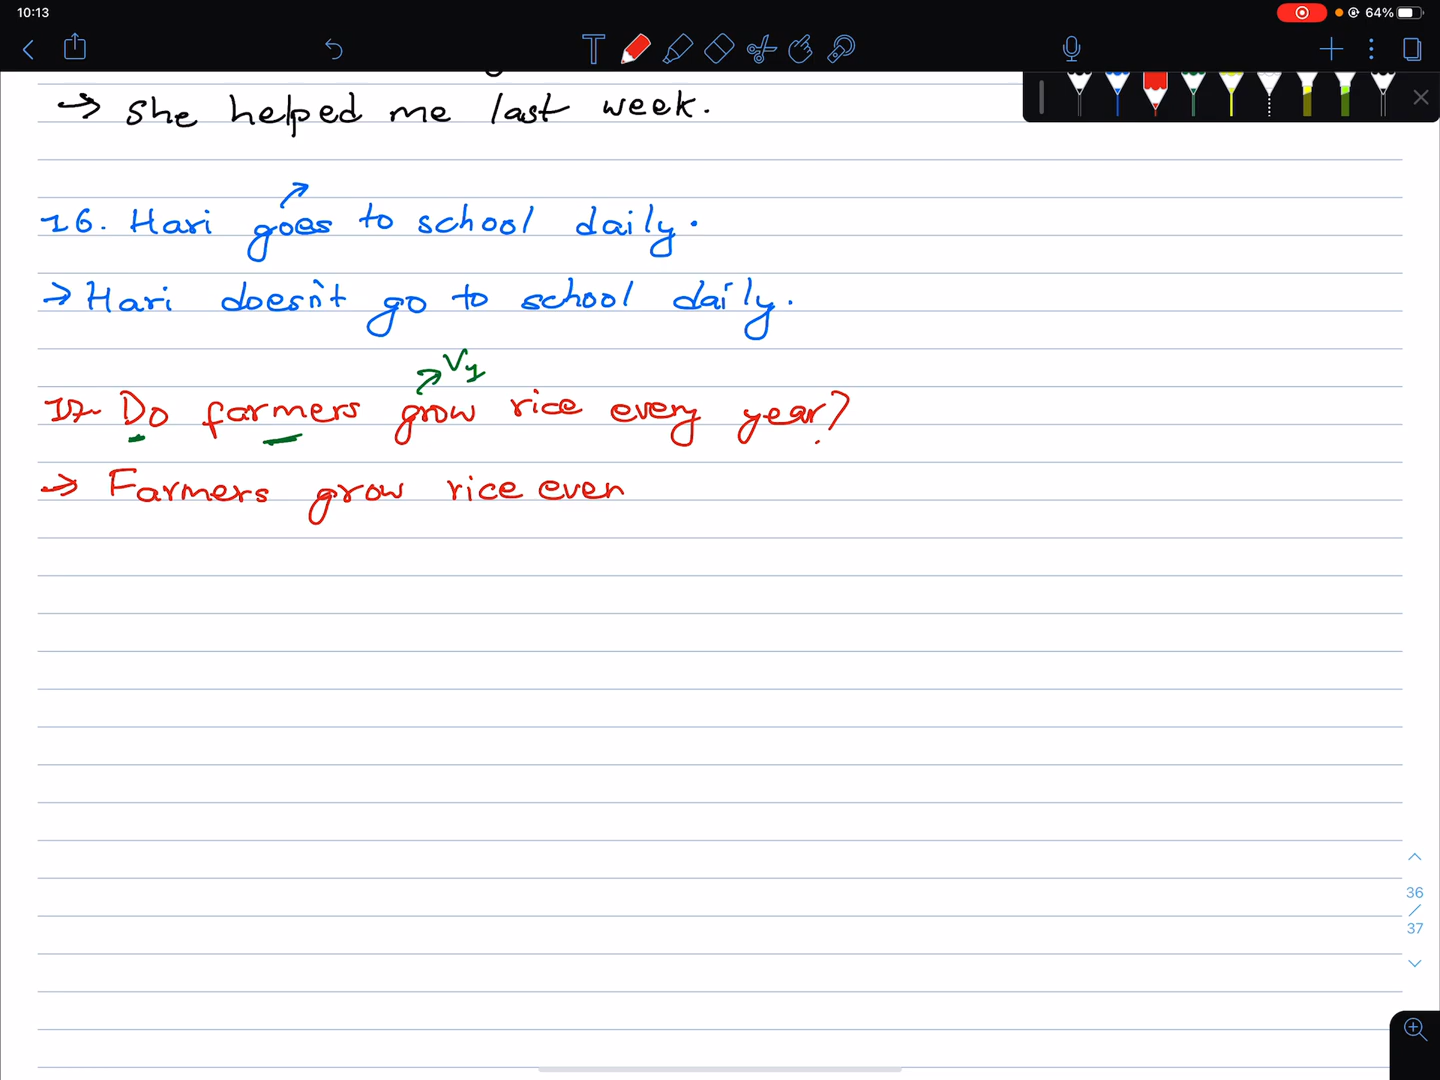 10:13
64%
→ She helped me last week.
16. Hari goes to school daily.
→ Hari doesn't go to school daily.
V1
17. Do farmers grow rice every year?
→ Farmers grow rice even
36
/
37